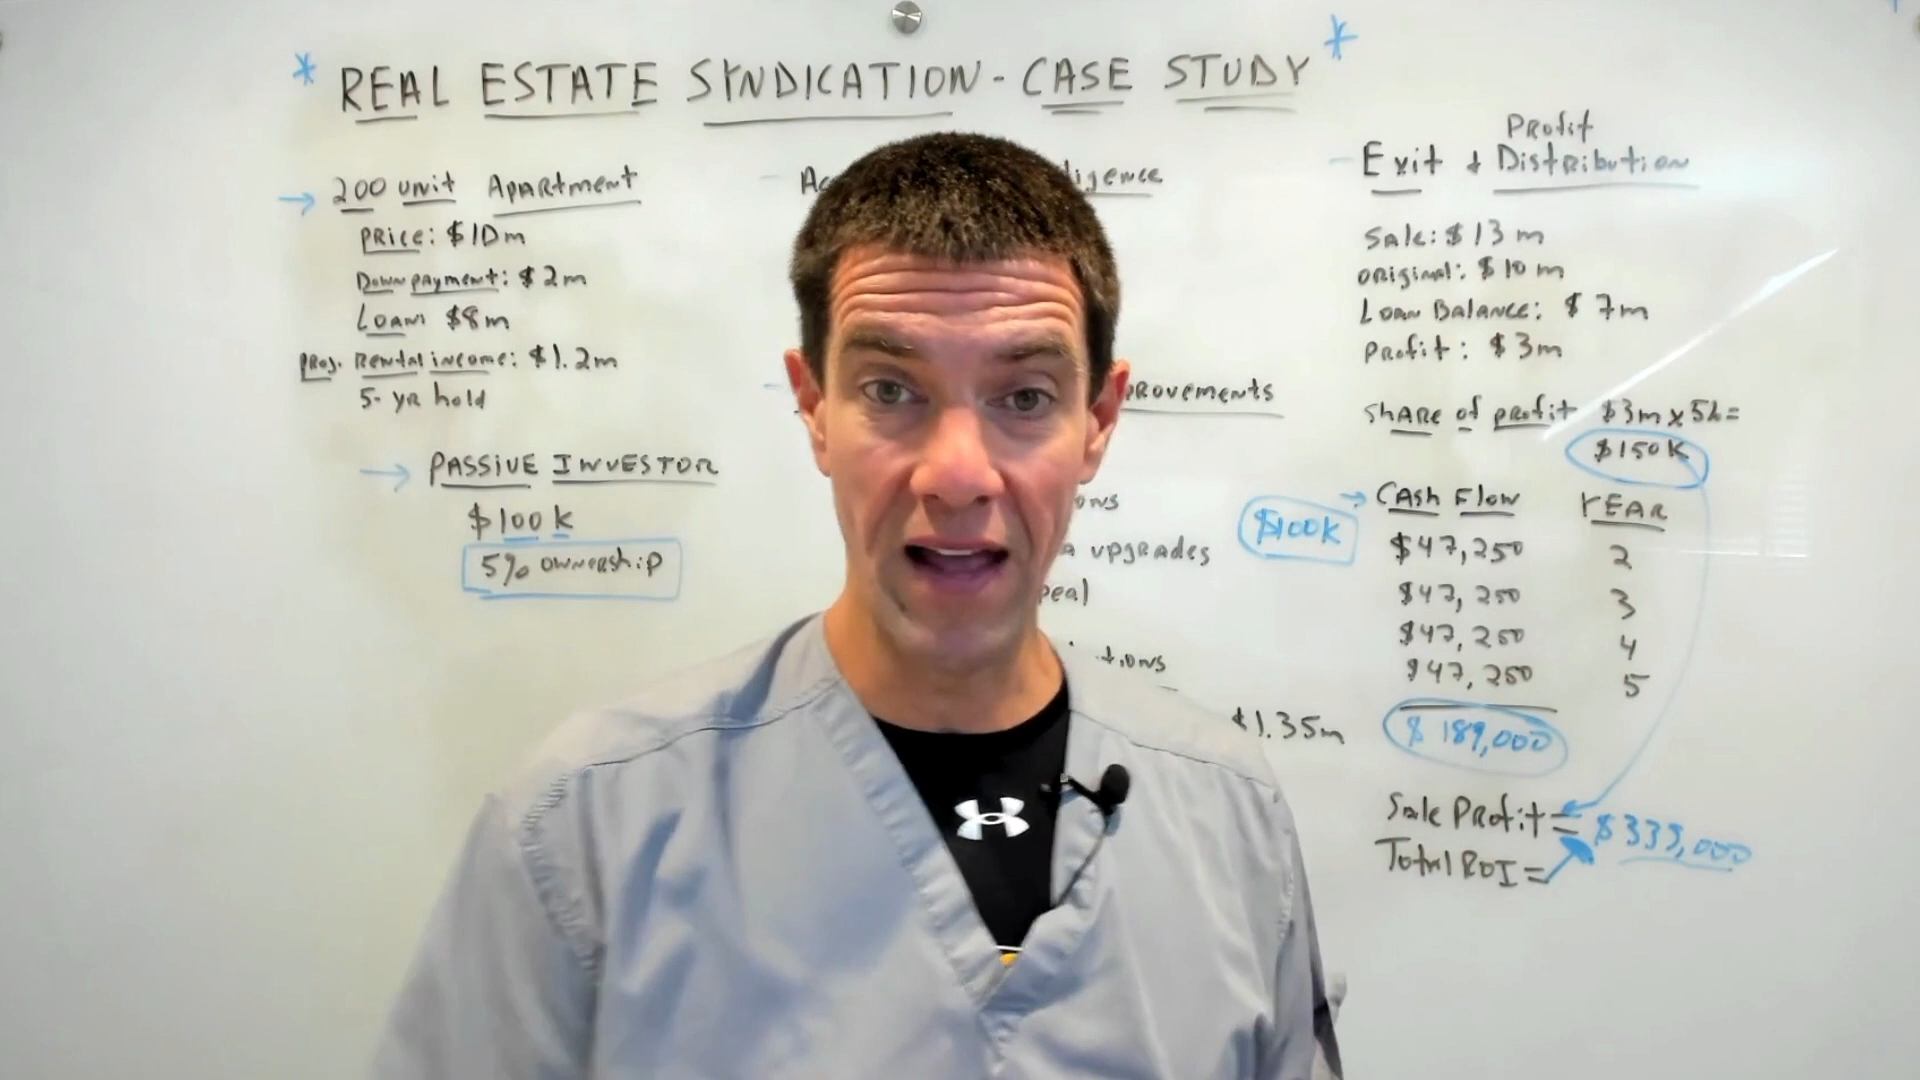 * REAL ESTATE SYNDICATION - CASE STUDY *
→ 200 unit Apartment
Price: $10m
Down payment: $2m
Loan: $8m
Proj. Rental income: $1.2m
5-yr hold
→ PASSIVE INVESTOR
$100k
5% ownership
upgrades
$1.35m
- Exit + Profit Distribution
Sale: $13m
Original: $10m
Loan Balance: $7m
Profit: $3m
Share of profit $3m x 5% =
$150K
$100K → Cash Flow YEAR
$47,250 2
$47,250 3
$47,250 4
$47,250 5
$189,000
Sale Profit =
Total ROI = $339,000